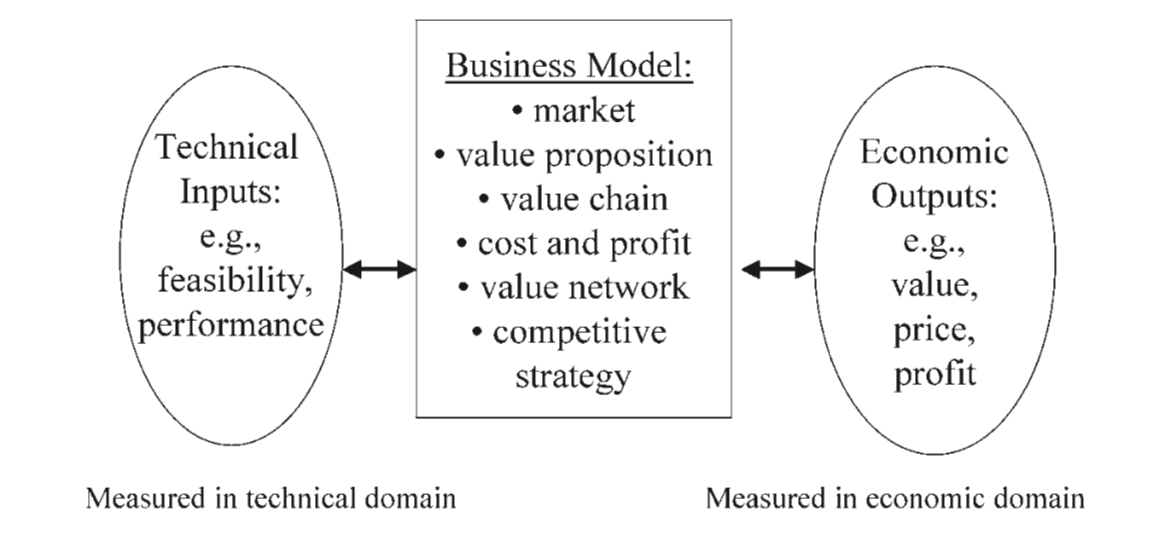 Technical
Inputs:
e.g.,
feasibility,
performance
Business Model:
• market
• value proposition
• value chain
• cost and profit
• value network
• competitive
strategy
Economic
Outputs:
e.g.,
value,
price,
profit
Measured in technical domain
Measured in economic domain